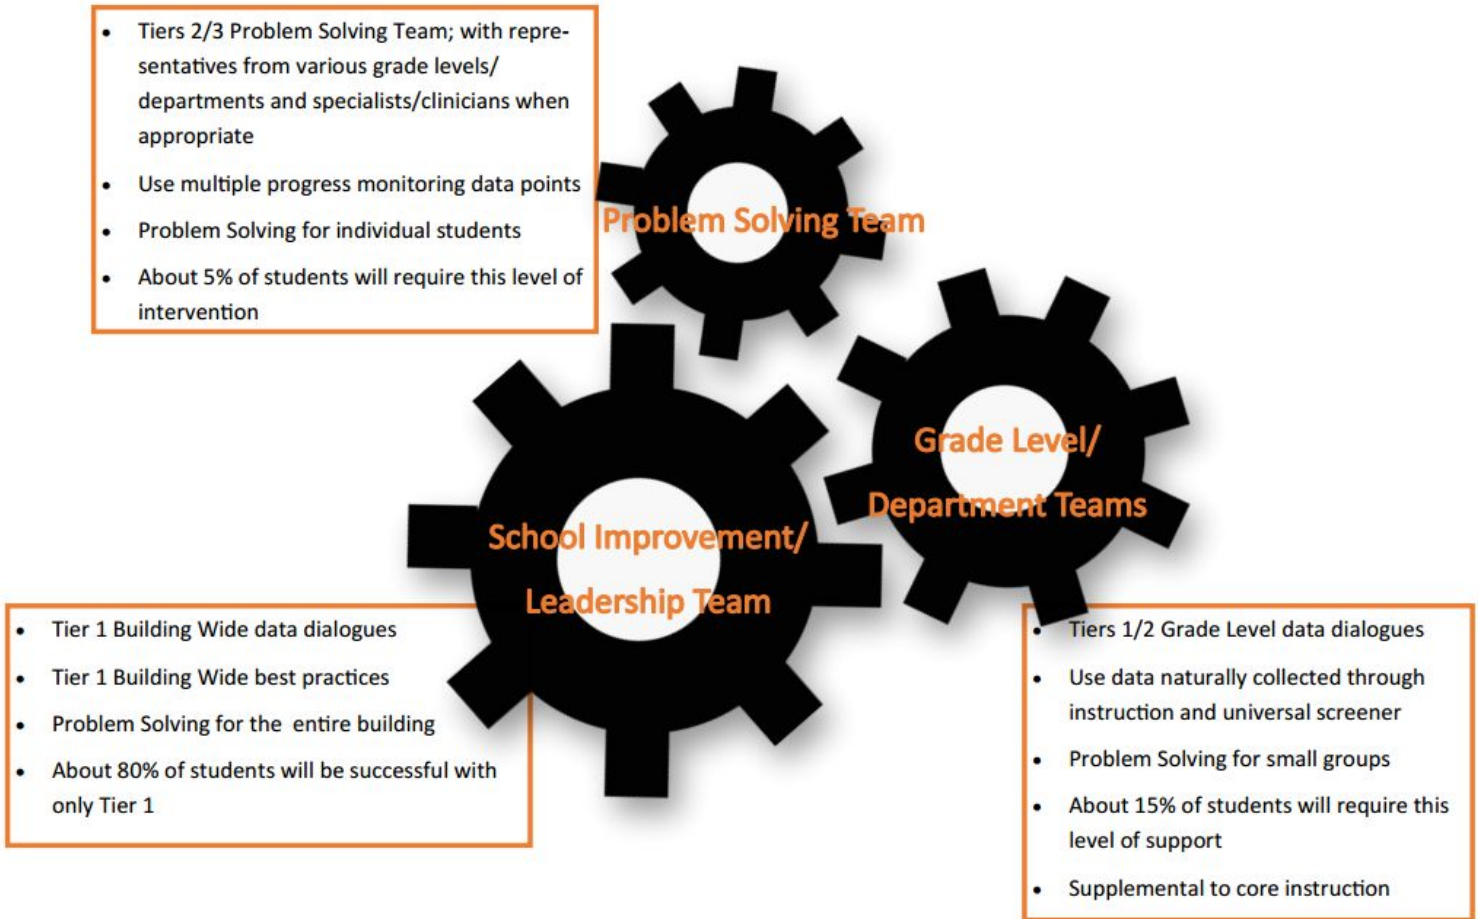 • Tiers 2/3 Problem Solving Team; with repre-
sentatives from various grade levels/
departments and specialists/clinicians when
appropriate
• Use multiple progress monitoring data points
• Problem Solving for individual students
• About 5% of students will require this level of
intervention
Problem Solving Team
Grade Level/
Department Teams
School Improvement/
Leadership Team
• Tier 1 Building Wide data dialogues
• Tier 1 Building Wide best practices
• Problem Solving for the  entire building
• About 80% of students will be successful with
only Tier 1
• Tiers 1/2 Grade Level data dialogues
• Use data naturally collected through
instruction and universal screener
• Problem Solving for small groups
• About 15% of students will require this
level of support
• Supplemental to core instruction